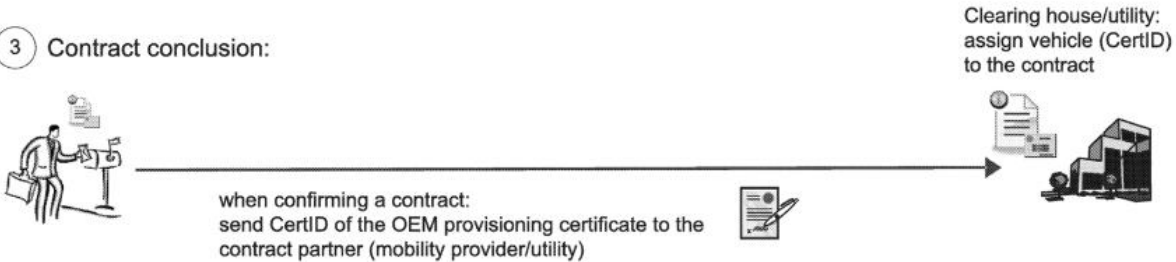 3 Contract conclusion:
Clearing house/utility:
assign vehicle (CertID)
to the contract
when confirming a contract:
send CertID of the OEM provisioning certificate to the
contract partner (mobility provider/utility)